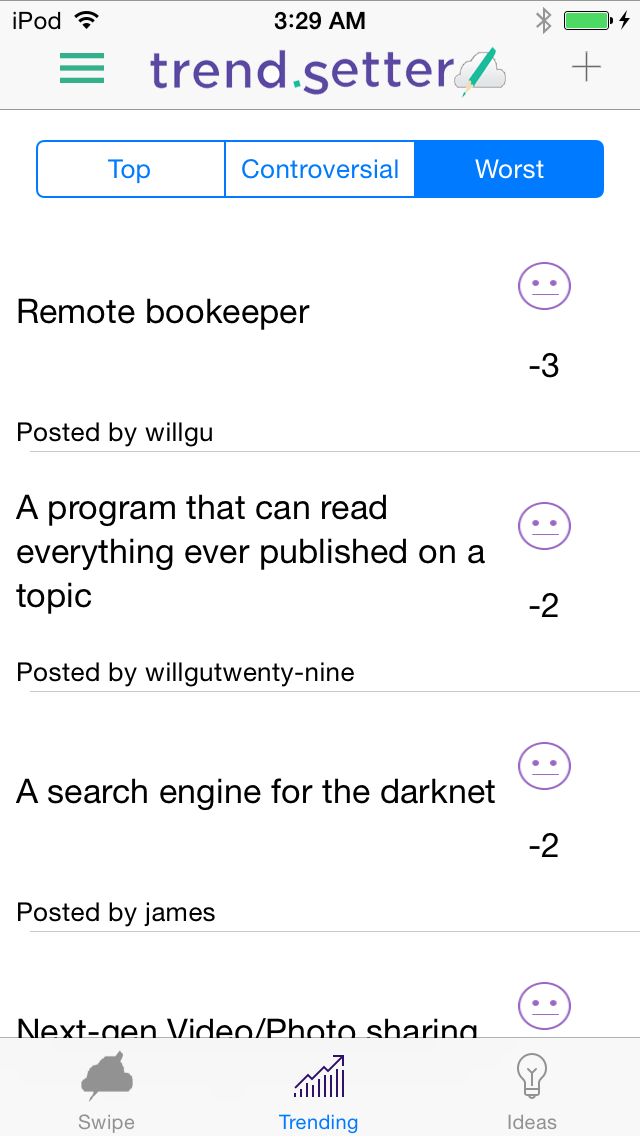 iPod 3:29 AM
trend.setter
Top Controversial Worst
Remote bookeeper
-3
Posted by willgu
A program that can read
everything ever published on a
topic
-2
Posted by willgutwenty-nine
A search engine for the darknet
-2
Posted by james
Next-gen Video/Photo sharing
Swipe Trending Ideas